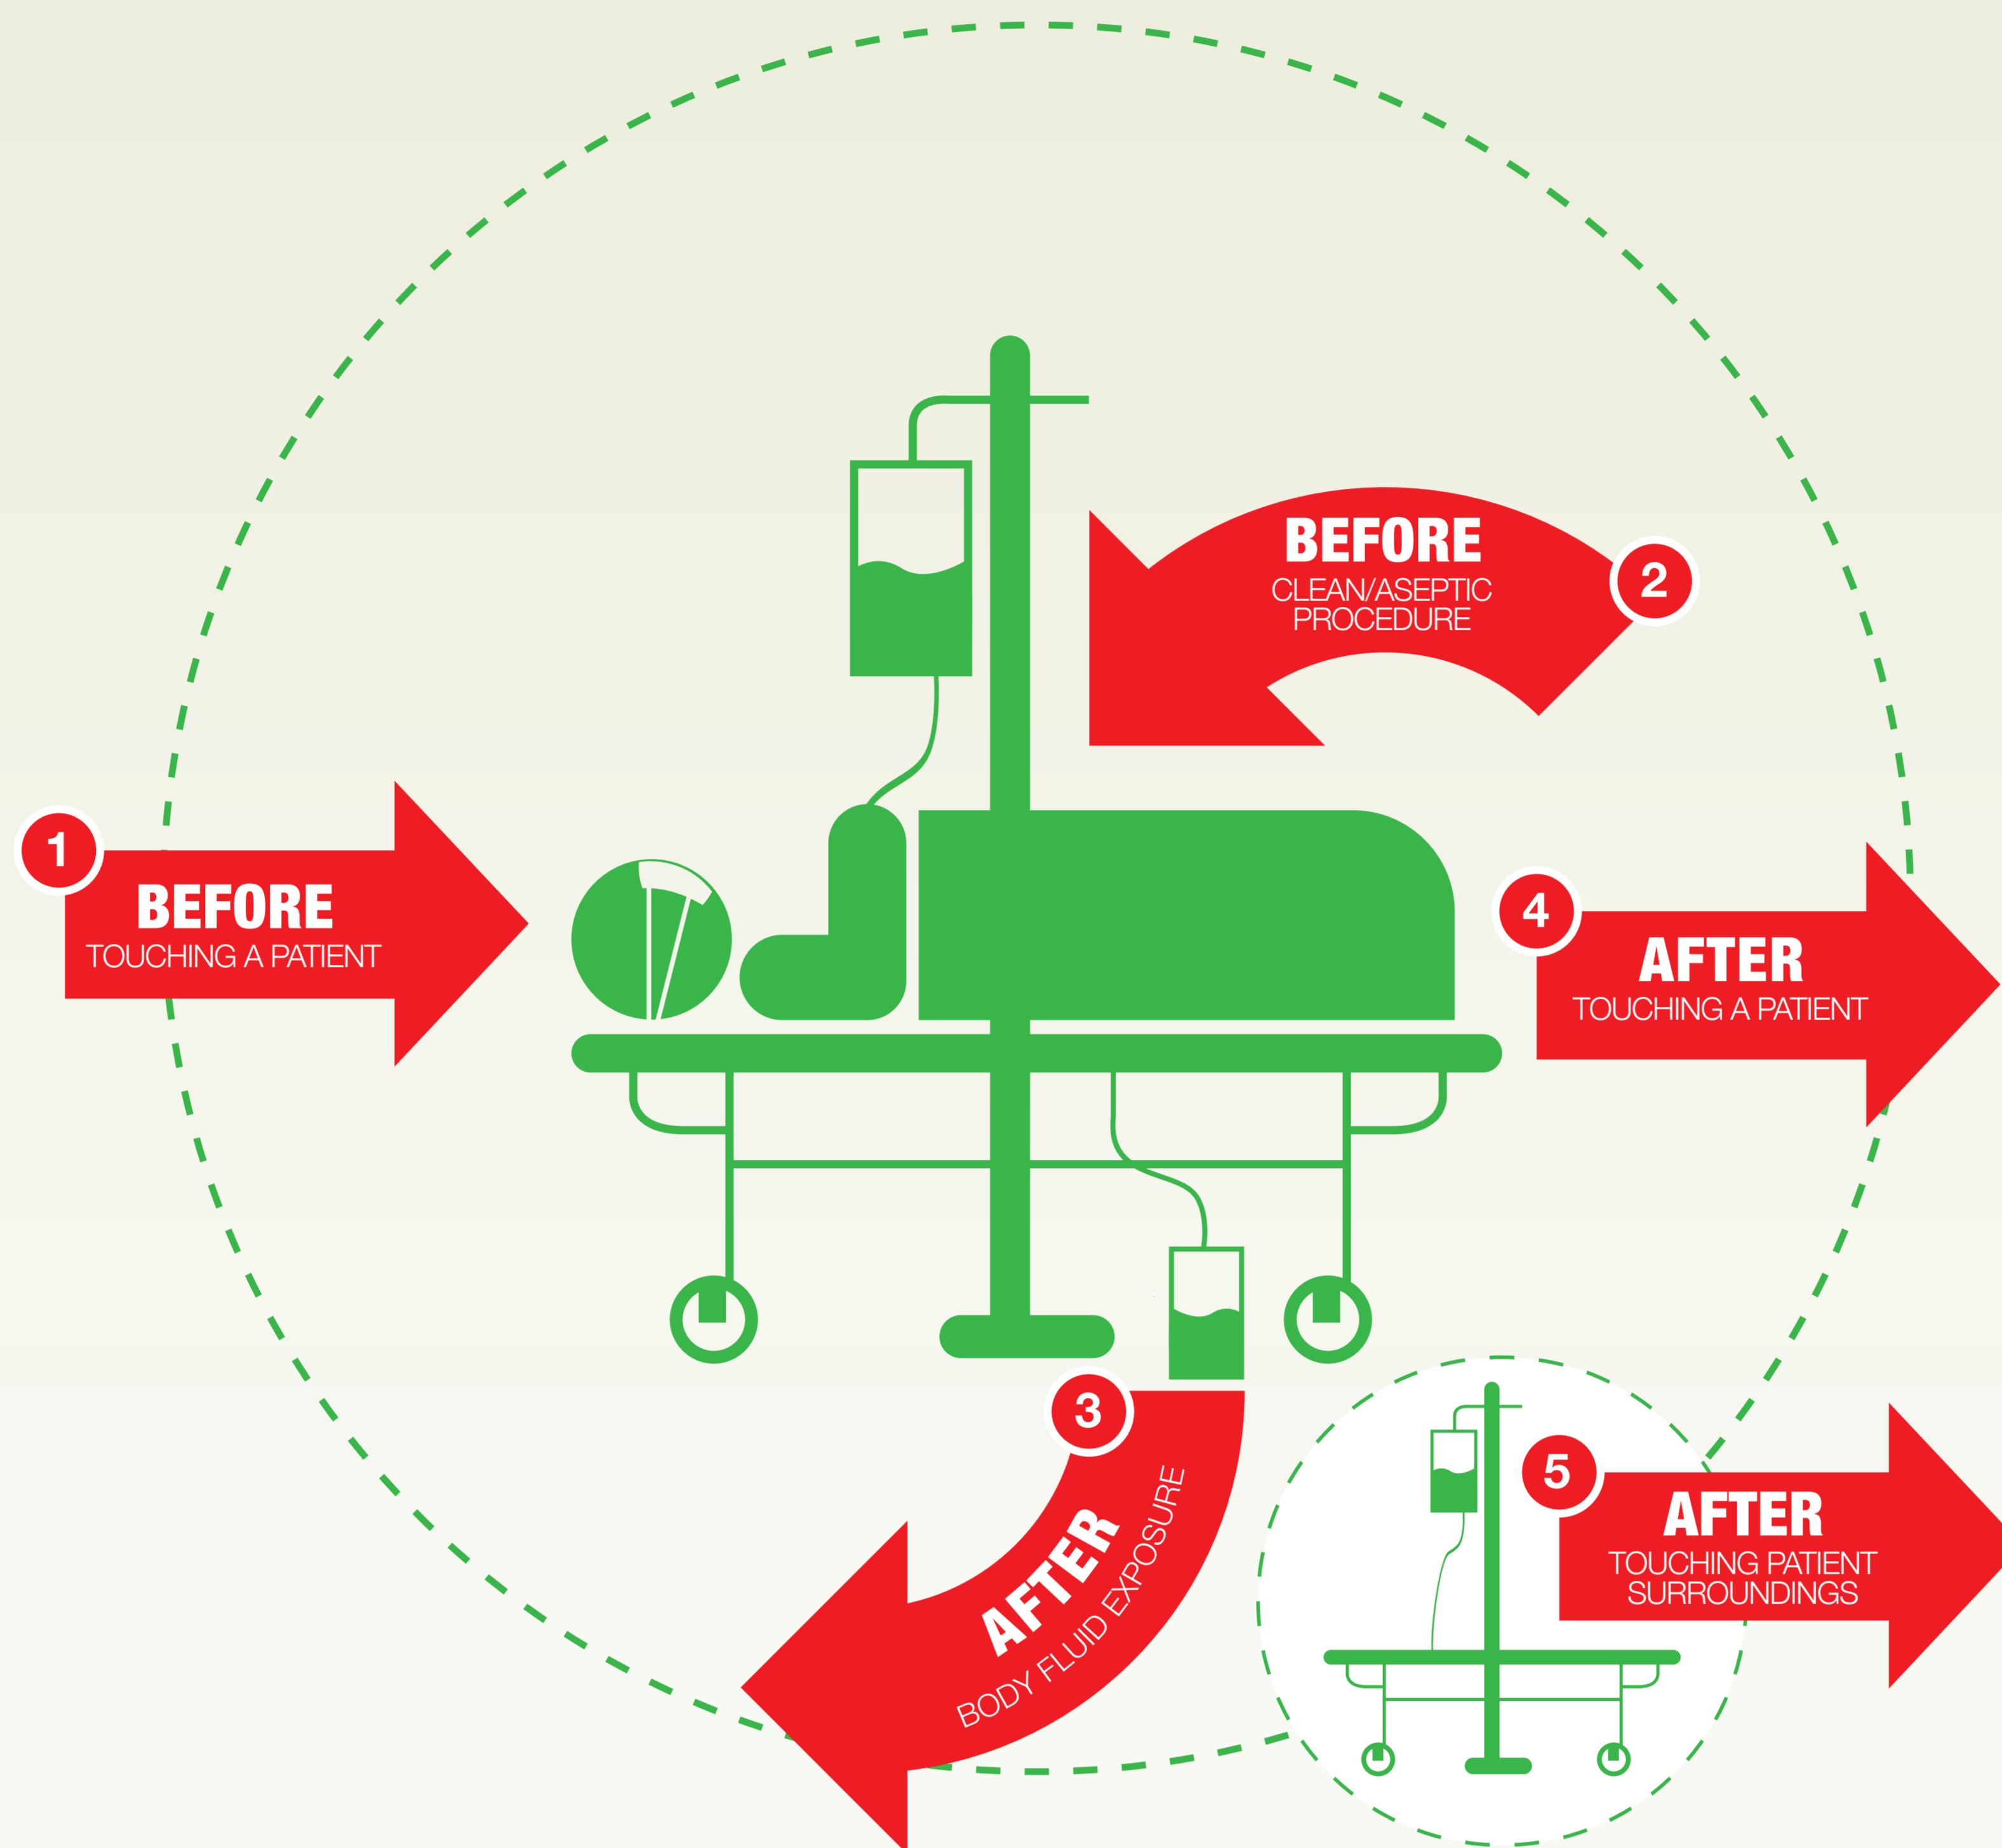 1
BEFORE
TOUCHING A PATIENT
BEFORE
CLEAN/ASEPTIC
PROCEDURE
2
3
AFTER
BODY FLUID EXPOSURE
4
AFTER
TOUCHING A PATIENT
5
AFTER
TOUCHING PATIENT
SURROUNDINGS